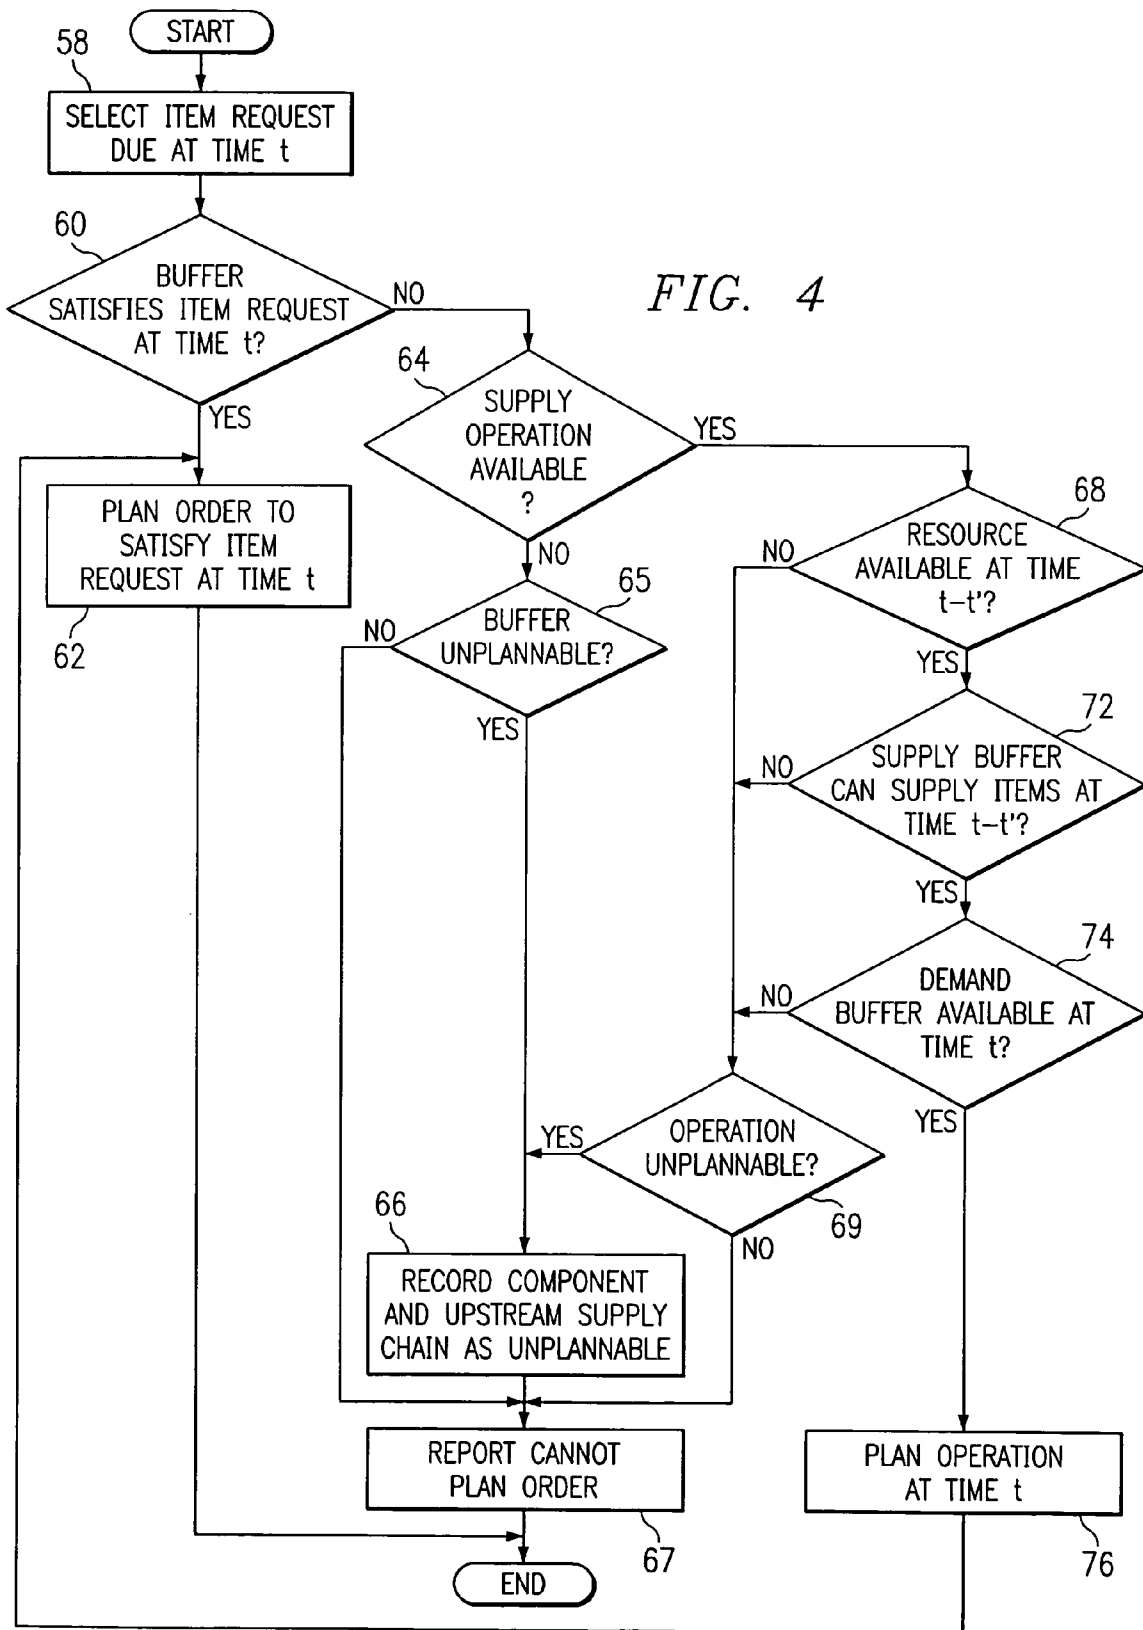 START
58
SELECT ITEM REQUEST
DUE AT TIME t
60
BUFFER
SATISFIES ITEM REQUEST
AT TIME t?
NO
YES
FIG. 4
64
SUPPLY
OPERATION
AVAILABLE
?
YES
NO
PLAN ORDER TO
SATISFY ITEM
REQUEST AT TIME t
62
65
BUFFER
UNPLANNABLE?
NO
YES
68
RESOURCE
AVAILABLE AT TIME
t–t'?
NO
YES
72
SUPPLY BUFFER
CAN SUPPLY ITEMS AT
TIME t–t'?
NO
YES
74
DEMAND
BUFFER AVAILABLE AT
TIME t?
NO
YES
OPERATION
UNPLANNABLE?
YES
69
NO
66
RECORD COMPONENT
AND UPSTREAM SUPPLY
CHAIN AS UNPLANNABLE
REPORT CANNOT
PLAN ORDER
67
PLAN OPERATION
AT TIME t
76
END